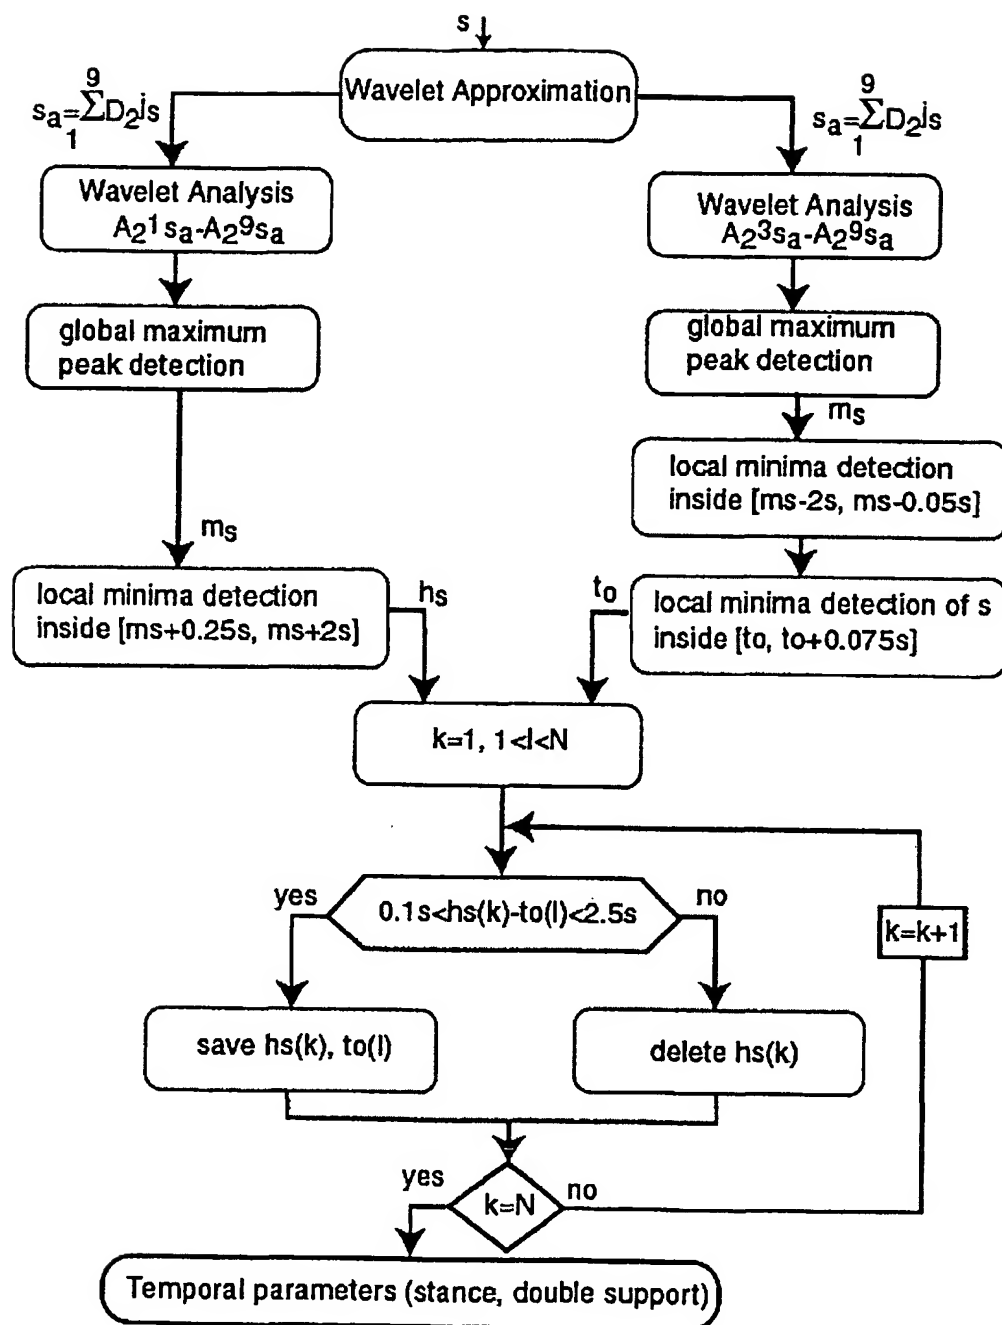 s
Wavelet Approximation
9
sₐ=∑D₂js
1
9
sₐ=∑D₂js
1
Wavelet Analysis
A₂¹sₐ-A₂⁹sₐ
Wavelet Analysis
A₂³sₐ-A₂⁹sₐ
global maximum
peak detection
global maximum
peak detection
mₛ
mₛ
local minima detection
inside [ms-2s, ms-0.05s]
local minima detection
inside [ms+0.25s, ms+2s]
hₛ
tₒ
local minima detection of s
inside [to, to+0.075s]
k=1, 1<l<N
yes
0.1s<hs(k)-to(l)<2.5s
no
k=k+1
save hs(k), to(l)
delete hs(k)
yes
k=N
no
Temporal parameters (stance, double support)